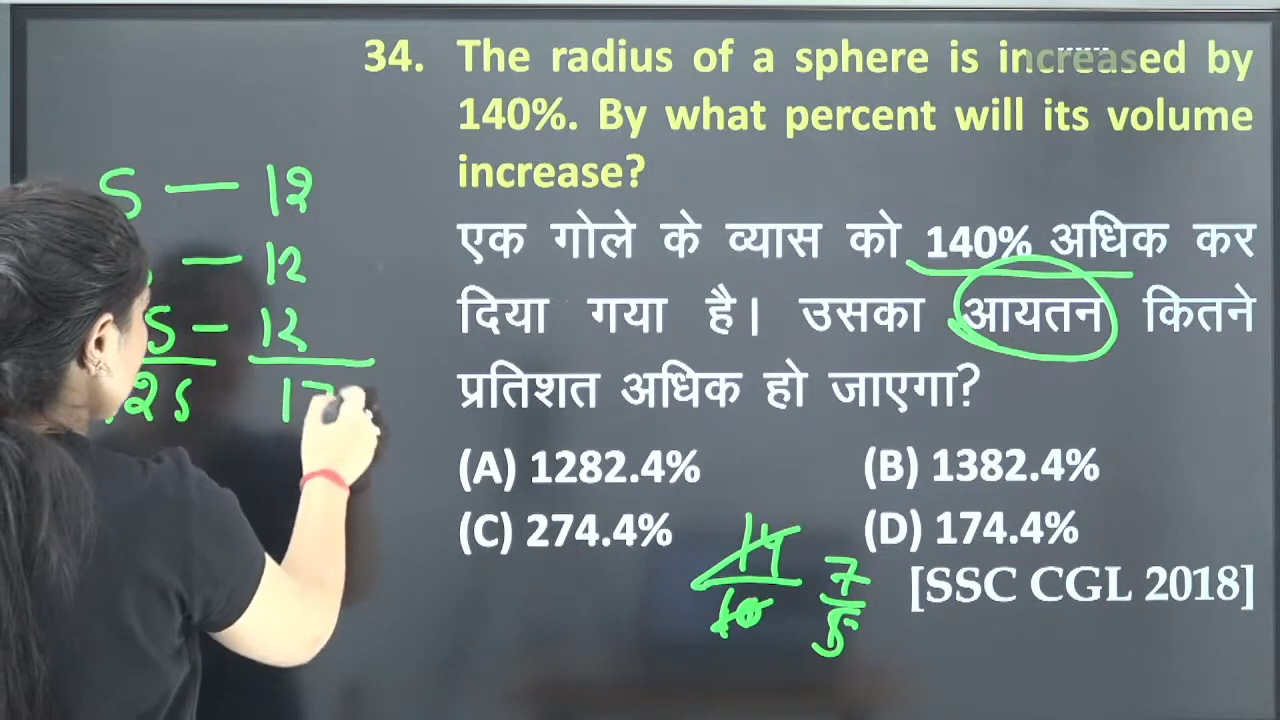 34. The radius of a sphere is increased by
140%. By what percent will its volume
increase?
एक गोले के व्यास को 140% अधिक कर
दिया गया है। उसका आयतन कितने
प्रतिशत अधिक हो जाएगा?
(A) 1282.4% (B) 1382.4%
(C) 274.4% (D) 174.4%
[SSC CGL 2018]
5 — 12
— 12
5 — 12
125 17
14
10
7
5